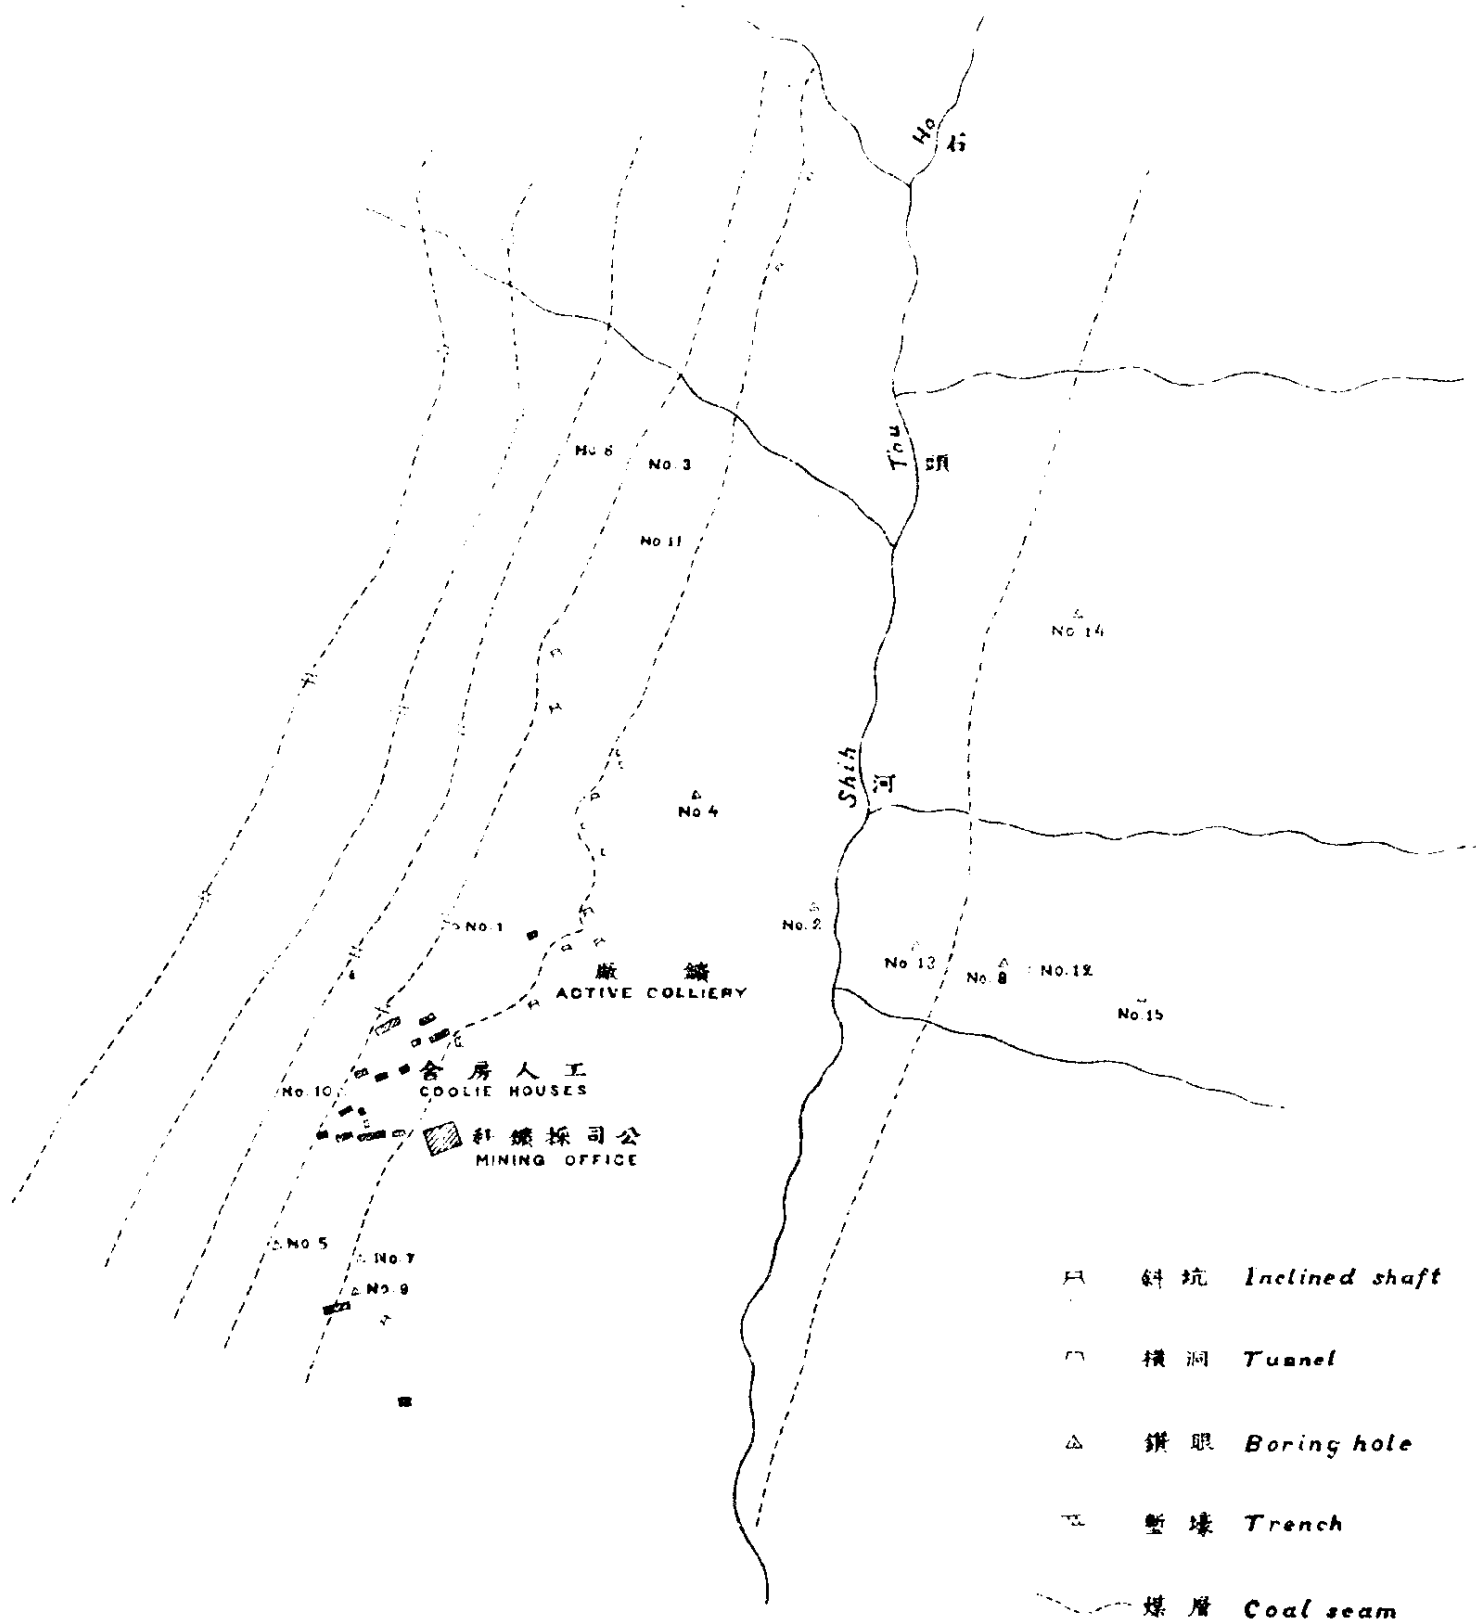 Ho 石
No. 3
No. 11
Tou 頭
No. 14
Shih 河
No. 4
No. 1
No. 2
No. 13
No. 8
No. 12
No. 15
廠 鑛
ACTIVE COLLIERY
舍房人工
COOLIE HOUSES
No. 10
鑛採司公
MINING OFFICE
No. 5
No. 7
No. 9
斜坑 Inclined shaft
橫洞 Tunnel
鑽眼 Boring hole
塹壕 Trench
煤層 Coal seam